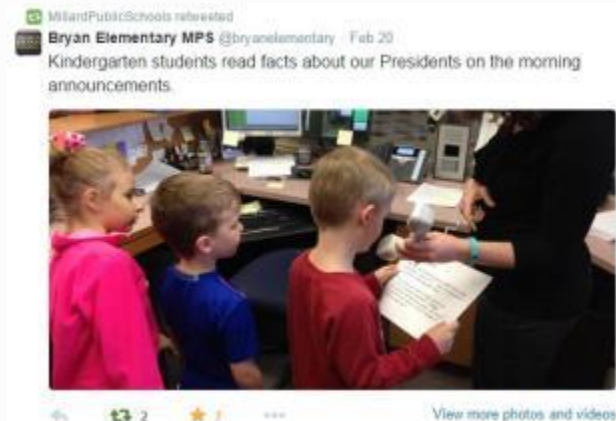 MillardPublicSchools retweeted
Bryan Elementary MPS @bryanelementary · Feb 20
Kindergarten students read facts about our Presidents on the morning
announcements.
2
View more photos and videos